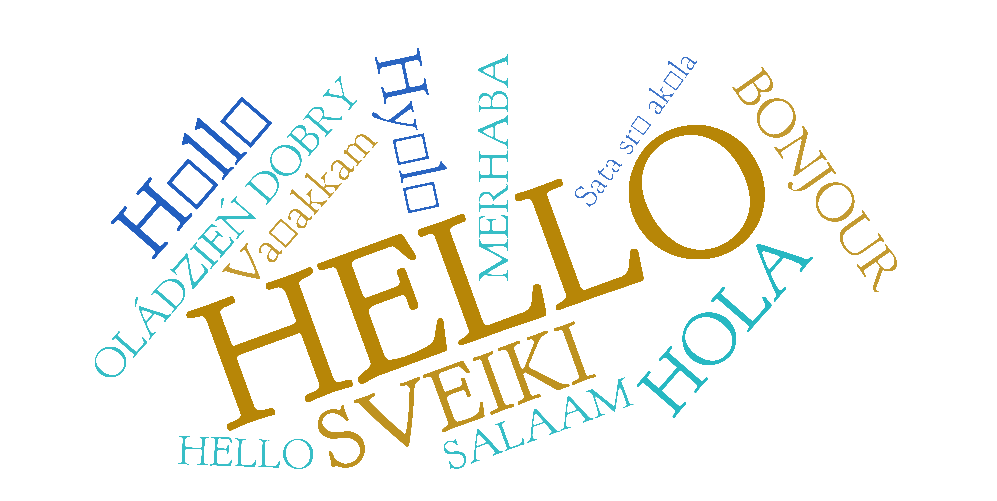 H□ll□
OLÁDZIEŃ DOBRY
Va□akkam
Hy□l□
MERHABA
Sata sr□ ak□la
BONJOUR
HELLO
HOLA
SVEIKI
SALAAM
HELLO